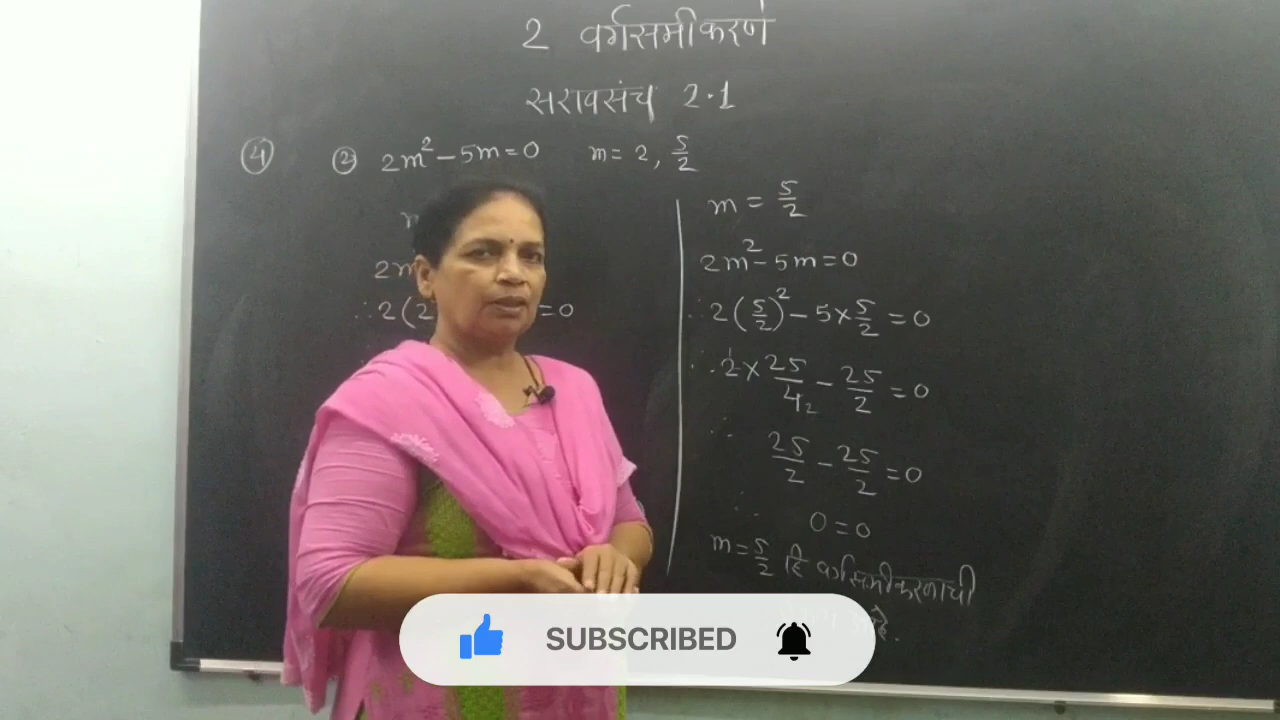 2 वर्गसमीकरणे
सरावसंच 2.1
4 2 2m²-5m=0 m= 2, 5/2
2m
∴2(2 =0
m = 5/2
2m²-5m=0
∴2(5/2)²-5×5/2=0
∴2×25/4-25/2=0
∴ 25/2-25/2=0
∴ 0=0
m=5/2 हि वर्गसमीकरणाची
आहे.
SUBSCRIBED